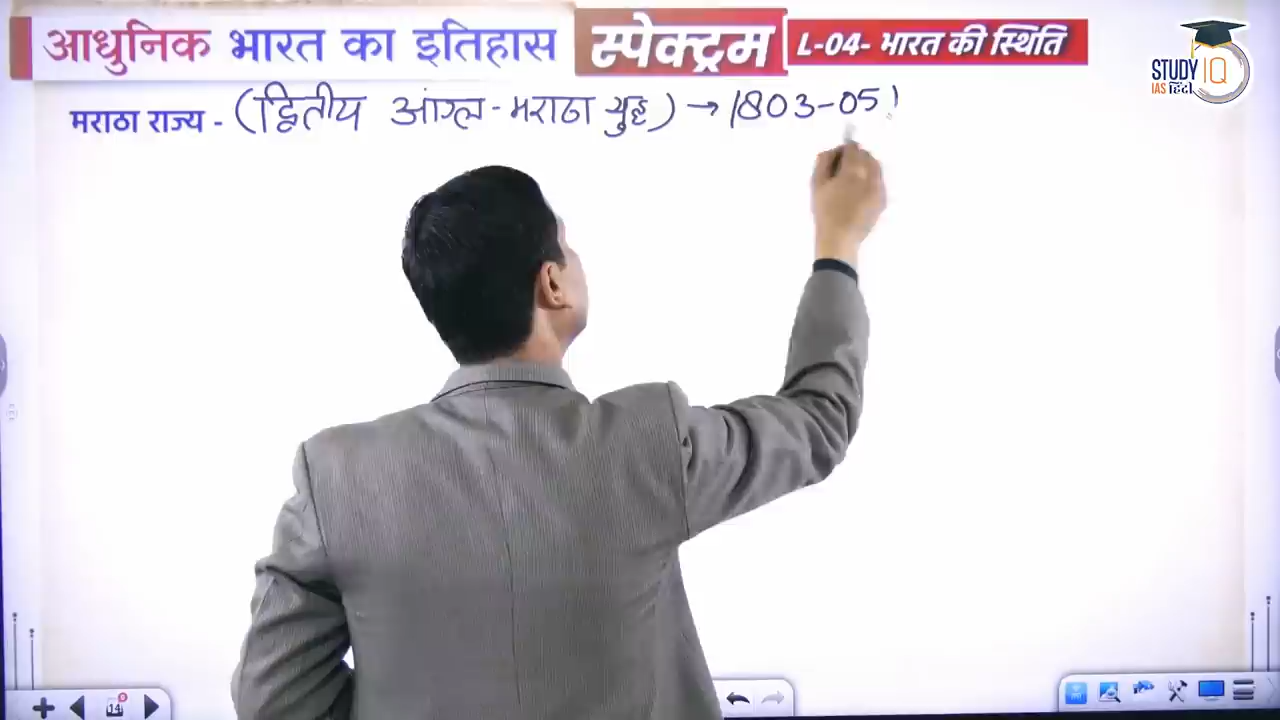 आधुनिक भारत का इतिहास स्पेक्ट्रम L-04- भारत की स्थिति
STUDY IQ
IAS हिंदी
मराठा राज्य - (द्वितीय आंग्ल-मराठा युद्ध) → 1803-05!
14